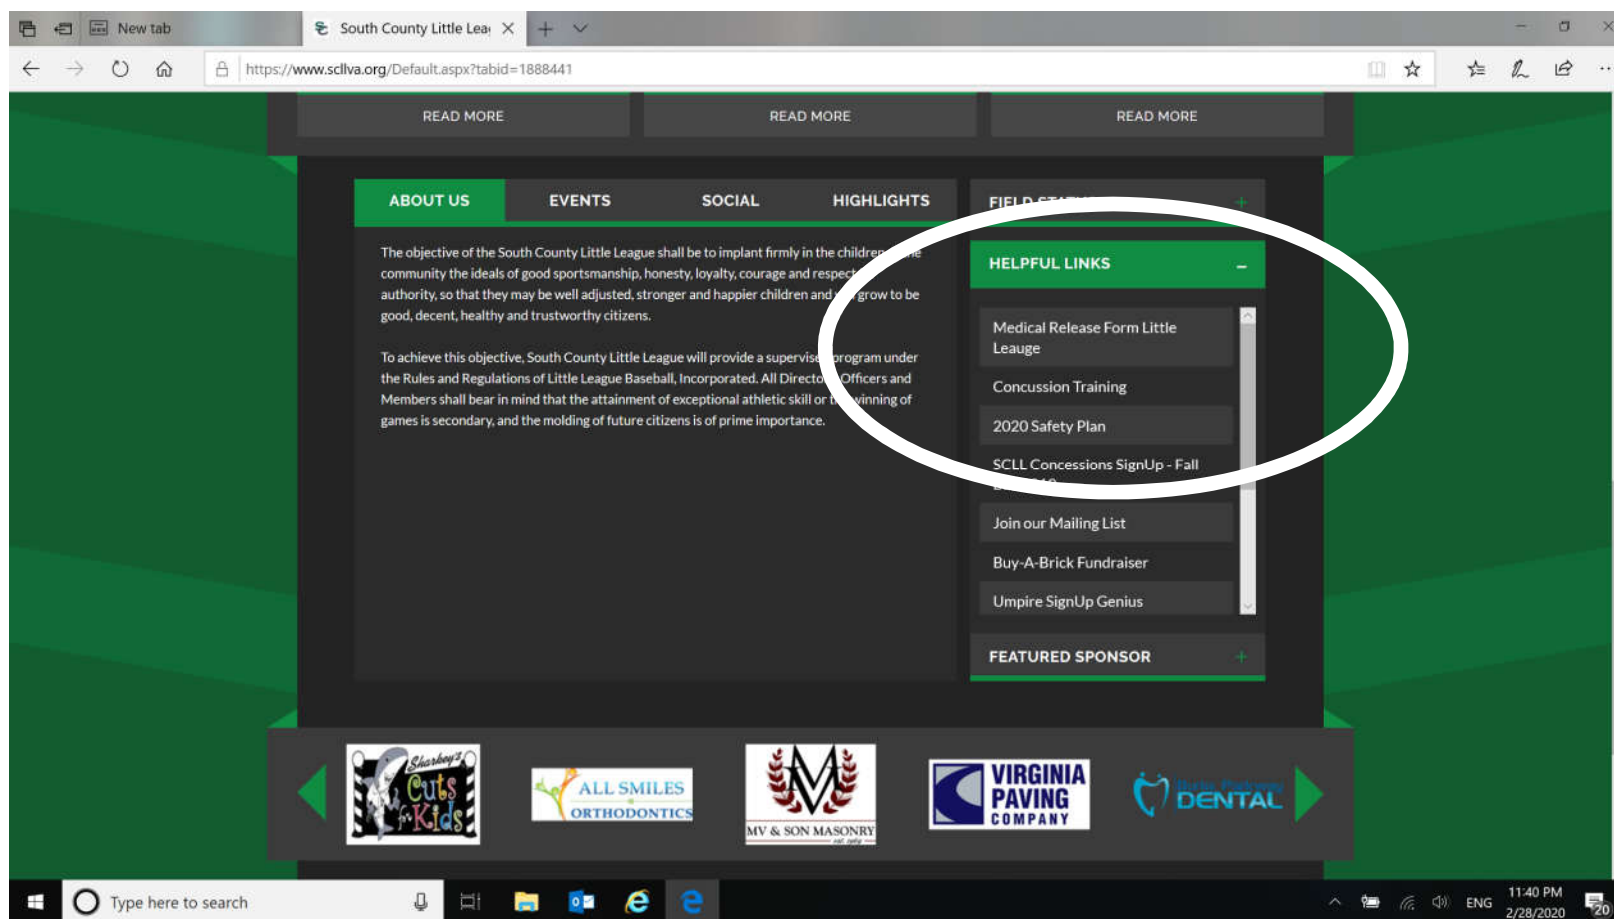 New tab
South County Little Lea
https://www.scllva.org/Default.aspx?tabid=1888441
READ MORE
READ MORE
READ MORE
ABOUT US
EVENTS
SOCIAL
HIGHLIGHTS
The objective of the South County Little League shall be to implant firmly in the children
community the ideals of good sportsmanship, honesty, loyalty, courage and respect
authority, so that they may be well adjusted, stronger and happier children and grow to be
good, decent, healthy and trustworthy citizens.
To achieve this objective, South County Little League will provide a supervised program under
the Rules and Regulations of Little League Baseball, Incorporated. All Directors, Officers and
Members shall bear in mind that the attainment of exceptional athletic skill or the winning of
games is secondary, and the molding of future citizens is of prime importance.
FIELD STATUS +
HELPFUL LINKS –
Medical Release Form Little
Leauge
Concussion Training
2020 Safety Plan
SCLL Concessions SignUp - Fall
Join our Mailing List
Buy-A-Brick Fundraiser
Umpire SignUp Genius
FEATURED SPONSOR +
Sharkey's
Cuts
for Kids
ALL SMILES
ORTHODONTICS
MV & SON MASONRY
VIRGINIA
PAVING
COMPANY
DENTAL
Type here to search
ENG
11:40 PM
2/28/2020
20